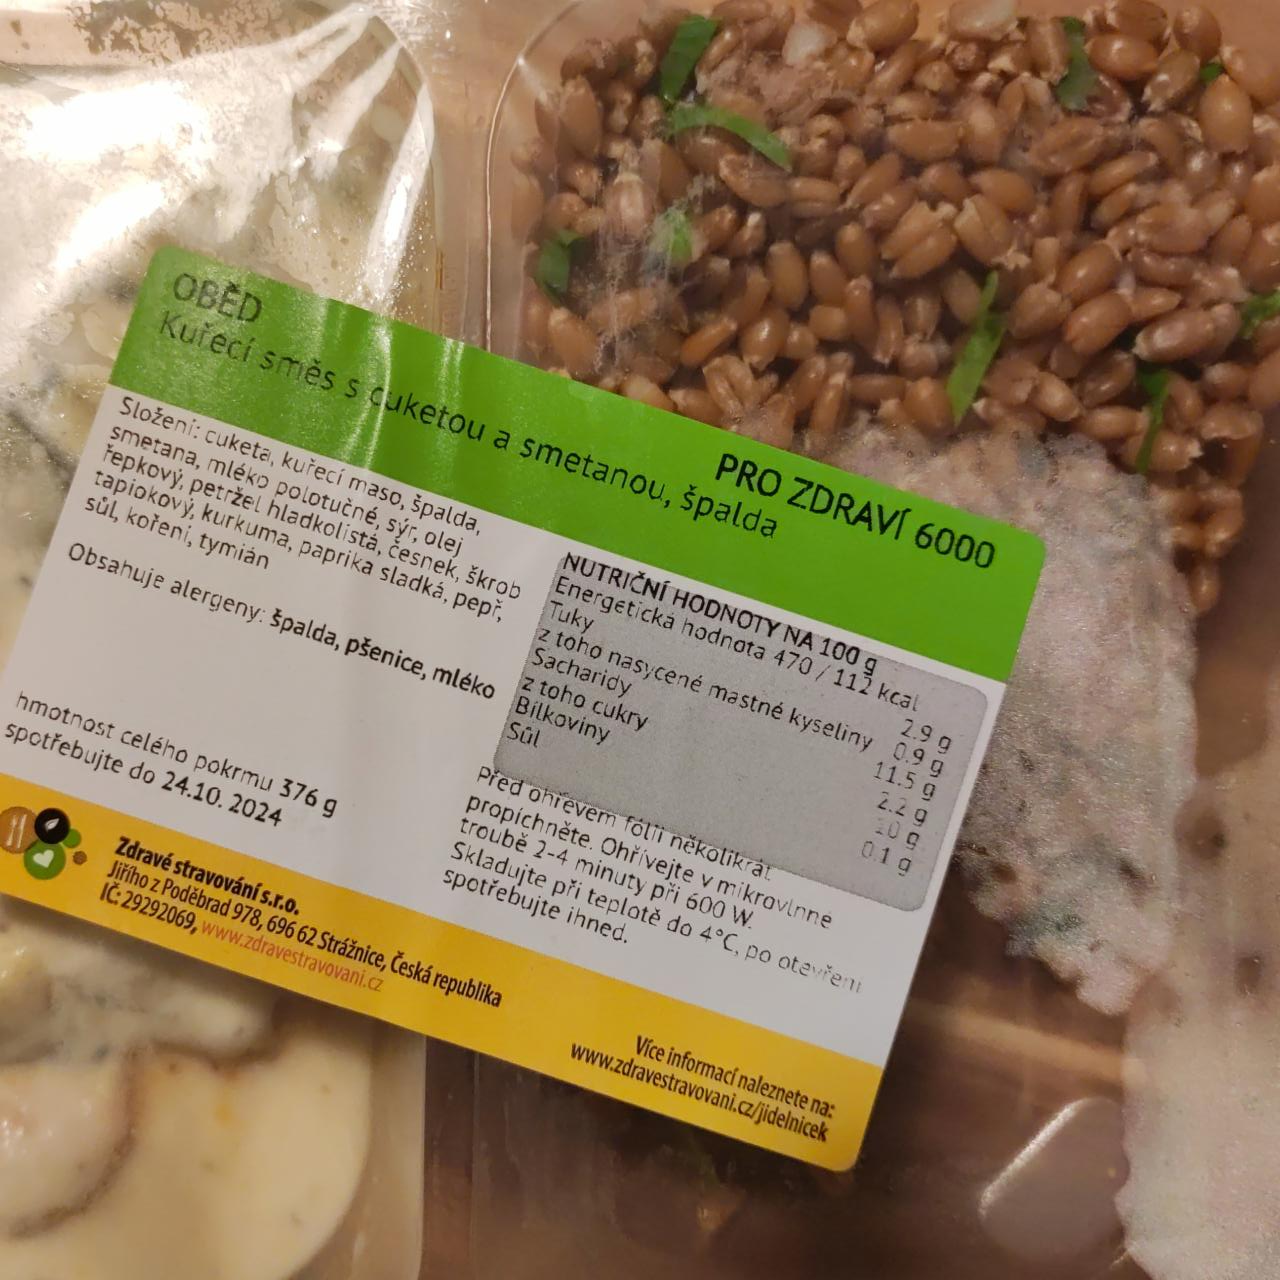 OBĚD
Kuřecí směs s cuketou a smetanou, špalda
PRO ZDRAVÍ 6000
Složení: cuketa, kuřecí maso, špalda,
smetana, mléko polotučné, sýr, olej
řepkový, petržel hladkolistá, česnek, škrob
tapiokový, kurkuma, paprika sladká, pepř,
sůl, koření, tymián
Obsahuje alergeny: špalda, pšenice, mléko
hmotnost celého pokrmu 376 g
spotřebujte do 24.10. 2024
NUTRIČNÍ HODNOTY NA 100 g
Energetická hodnota 470 / 112 kcal
Tuky 2.9 g
z toho nasycené mastné kyseliny 0.9 g
Sacharidy 11.5 g
z toho cukry 2.2 g
Bílkoviny 10 g
Sůl 0.1 g
Před ohřevem fólii několikrát
propíchněte. Ohřívejte v mikrovlnné
troubě 2-4 minuty při 600 W.
Skladujte při teplotě do 4°C, po otevření
spotřebujte ihned.
Zdravé stravování s.r.o.
Jiřího z Poděbrad 978, 696 62 Strážnice, Česká republika
IČ: 29292069, www.zdravestravovani.cz
Více informací naleznete na:
www.zdravestravovani.cz/jidelnicek